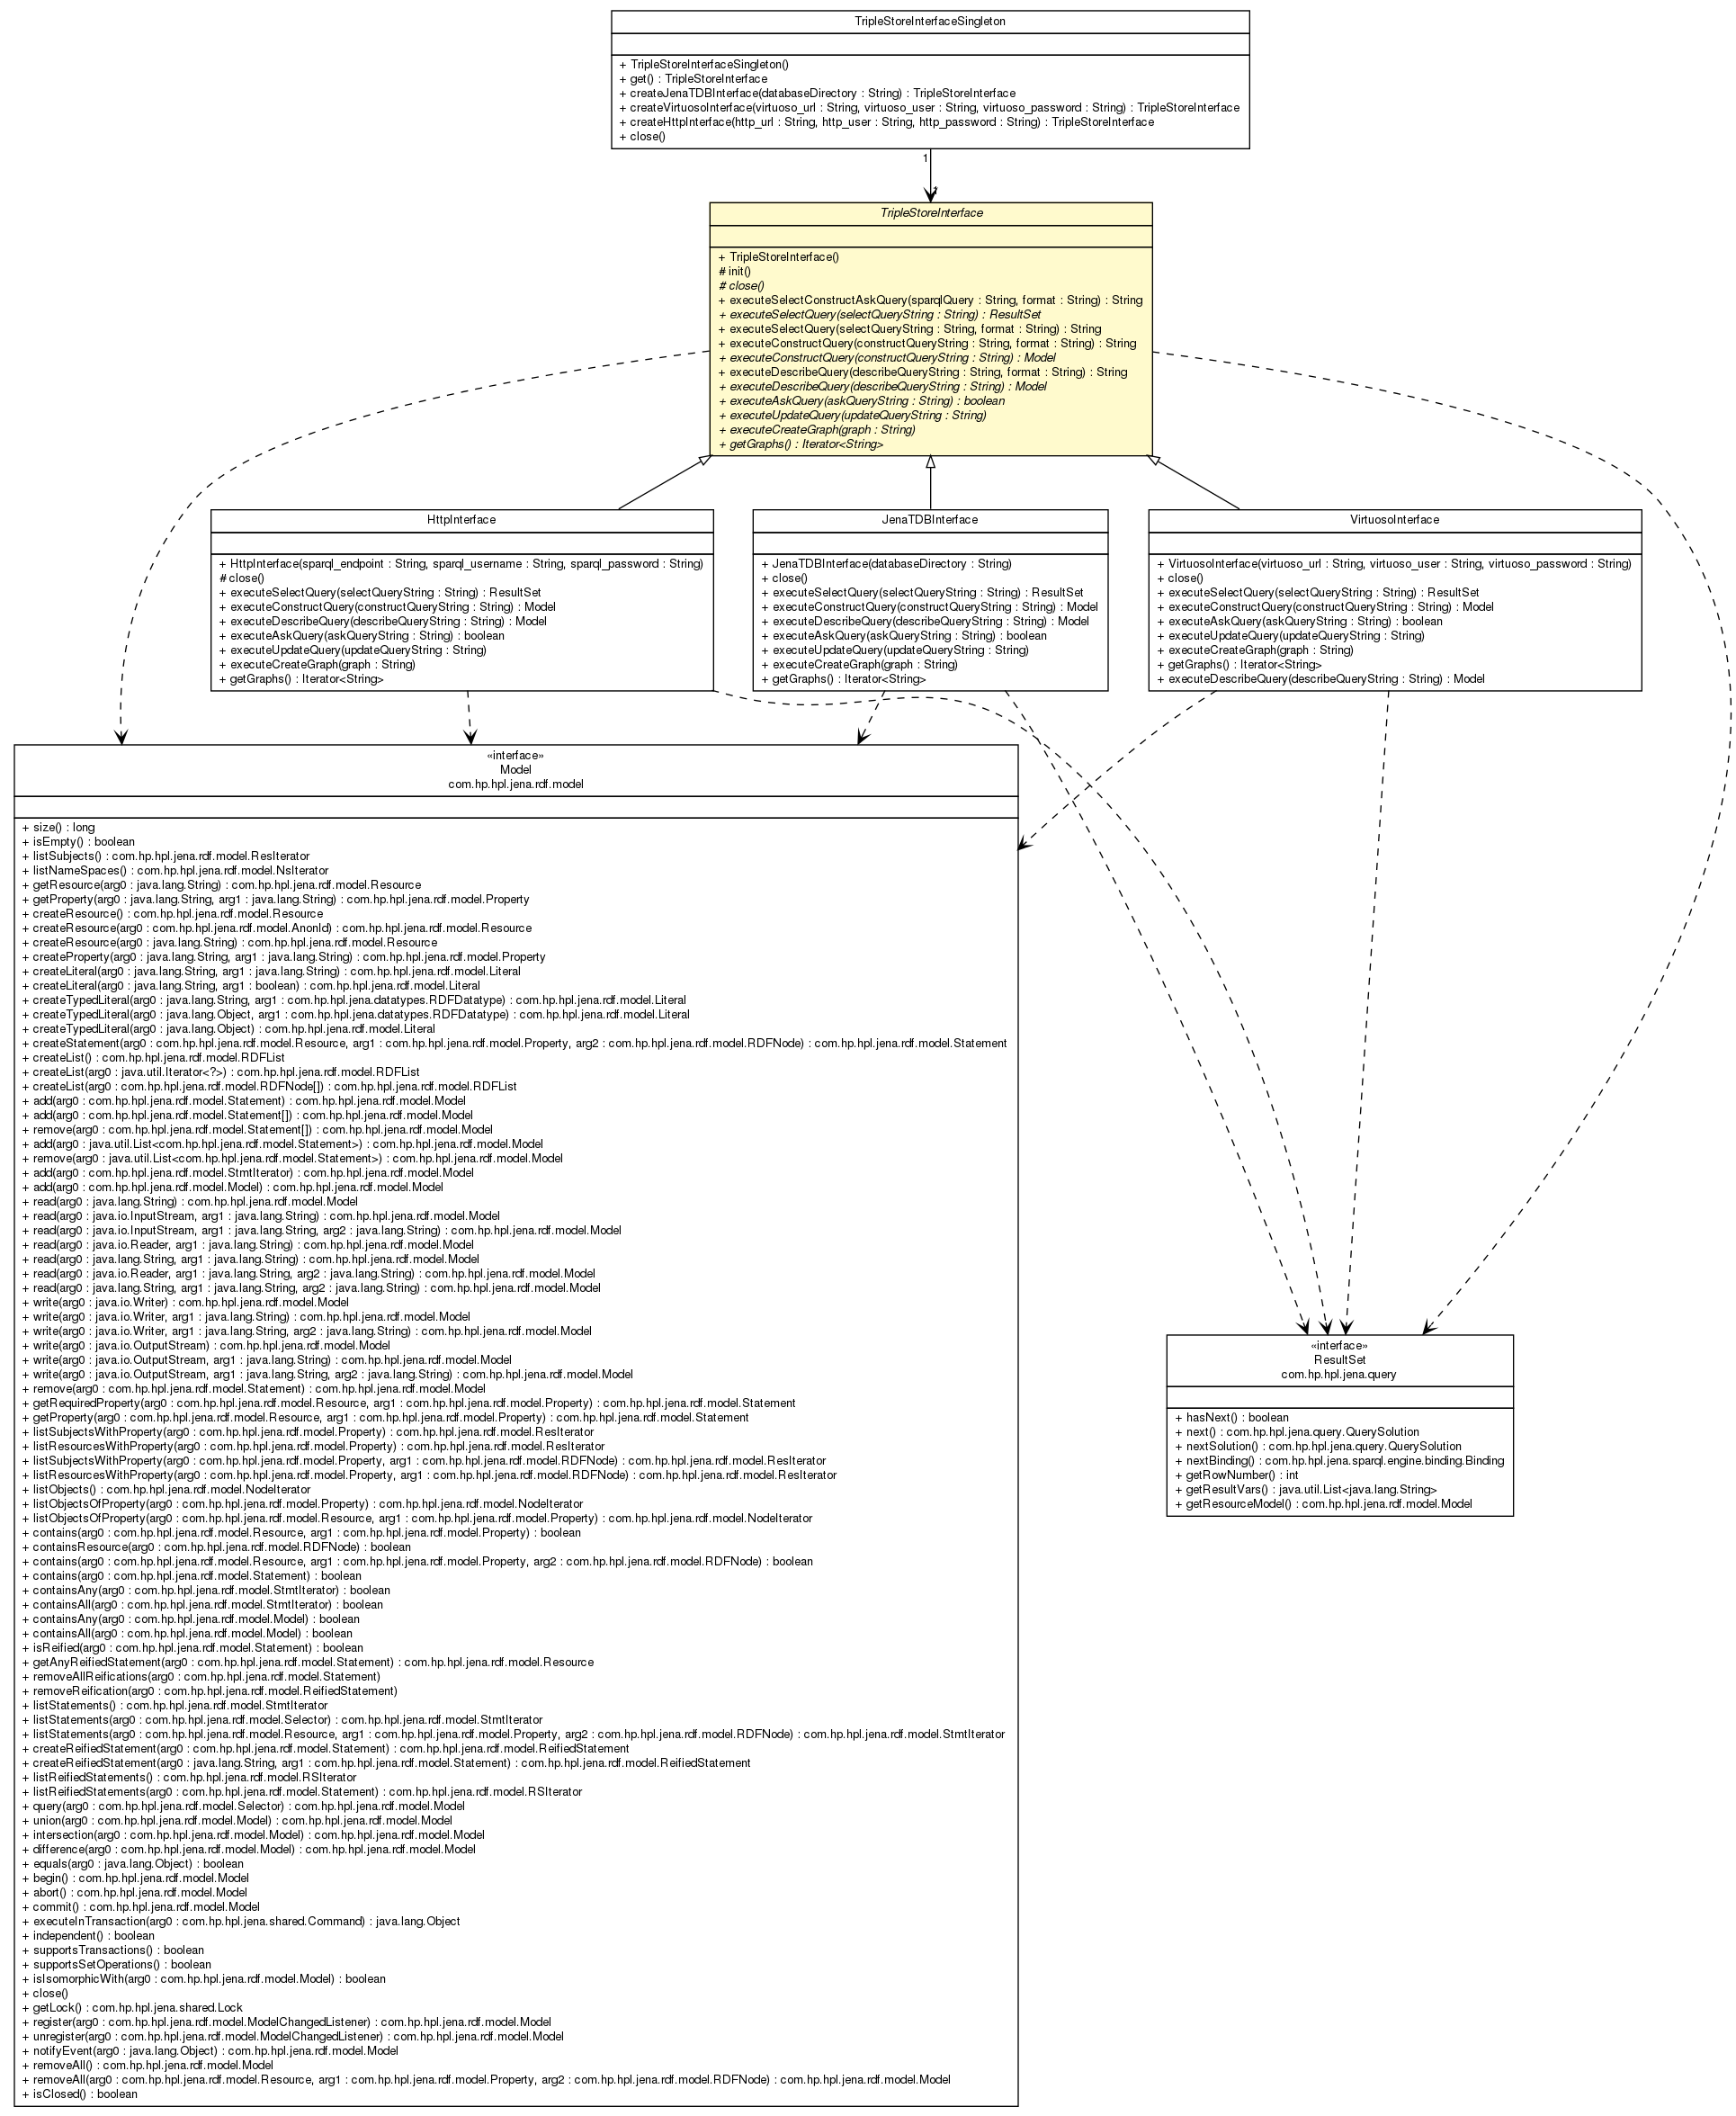 TripleStoreInterfaceSingleton
+ TripleStoreInterfaceSingleton()
+ get() : TripleStoreInterface
+ createJenaTDBInterface(databaseDirectory : String) : TripleStoreInterface
+ createVirtuosoInterface(virtuoso_url : String, virtuoso_user : String, virtuoso_password : String) : TripleStoreInterface
+ createHttpInterface(http_url : String, http_user : String, http_password : String) : TripleStoreInterface
+ close()
1
TripleStoreInterface
+ TripleStoreInterface()
# init()
# close()
+ executeSelectConstructAskQuery(sparqlQuery : String, format : String) : String
+ executeSelectQuery(selectQueryString : String) : ResultSet
+ executeSelectQuery(selectQueryString : String, format : String) : String
+ executeConstructQuery(constructQueryString : String, format : String) : String
+ executeConstructQuery(constructQueryString : String) : Model
+ executeDescribeQuery(describeQueryString : String, format : String) : String
+ executeDescribeQuery(describeQueryString : String) : Model
+ executeAskQuery(askQueryString : String) : boolean
+ executeUpdateQuery(updateQueryString : String)
+ executeCreateGraph(graph : String)
+ getGraphs() : Iterator<String>
HttpInterface
+ HttpInterface(sparql_endpoint : String, sparql_username : String, sparql_password : String)
# close()
+ executeSelectQuery(selectQueryString : String) : ResultSet
+ executeConstructQuery(constructQueryString : String) : Model
+ executeDescribeQuery(describeQueryString : String) : Model
+ executeAskQuery(askQueryString : String) : boolean
+ executeUpdateQuery(updateQueryString : String)
+ executeCreateGraph(graph : String)
+ getGraphs() : Iterator<String>
JenaTDBInterface
+ JenaTDBInterface(databaseDirectory : String)
+ close()
+ executeSelectQuery(selectQueryString : String) : ResultSet
+ executeConstructQuery(constructQueryString : String) : Model
+ executeDescribeQuery(describeQueryString : String) : Model
+ executeAskQuery(askQueryString : String) : boolean
+ executeUpdateQuery(updateQueryString : String)
+ executeCreateGraph(graph : String)
+ getGraphs() : Iterator<String>
VirtuosoInterface
+ VirtuosoInterface(virtuoso_url : String, virtuoso_user : String, virtuoso_password : String)
+ close()
+ executeSelectQuery(selectQueryString : String) : ResultSet
+ executeConstructQuery(constructQueryString : String) : Model
+ executeAskQuery(askQueryString : String) : boolean
+ executeUpdateQuery(updateQueryString : String)
+ executeCreateGraph(graph : String)
+ getGraphs() : Iterator<String>
+ executeDescribeQuery(describeQueryString : String) : Model
«interface»
Model
com.hp.hpl.jena.rdf.model
+ size() : long
+ isEmpty() : boolean
+ listSubjects() : com.hp.hpl.jena.rdf.model.ResIterator
+ listNameSpaces() : com.hp.hpl.jena.rdf.model.NsIterator
+ getResource(arg0 : java.lang.String) : com.hp.hpl.jena.rdf.model.Resource
+ getProperty(arg0 : java.lang.String, arg1 : java.lang.String) : com.hp.hpl.jena.rdf.model.Property
+ createResource() : com.hp.hpl.jena.rdf.model.Resource
+ createResource(arg0 : com.hp.hpl.jena.rdf.model.AnonId) : com.hp.hpl.jena.rdf.model.Resource
+ createResource(arg0 : java.lang.String) : com.hp.hpl.jena.rdf.model.Resource
+ createProperty(arg0 : java.lang.String, arg1 : java.lang.String) : com.hp.hpl.jena.rdf.model.Property
+ createLiteral(arg0 : java.lang.String, arg1 : java.lang.String) : com.hp.hpl.jena.rdf.model.Literal
+ createLiteral(arg0 : java.lang.String, arg1 : boolean) : com.hp.hpl.jena.rdf.model.Literal
+ createTypedLiteral(arg0 : java.lang.String, arg1 : com.hp.hpl.jena.datatypes.RDFDatatype) : com.hp.hpl.jena.rdf.model.Literal
+ createTypedLiteral(arg0 : java.lang.Object, arg1 : com.hp.hpl.jena.datatypes.RDFDatatype) : com.hp.hpl.jena.rdf.model.Literal
+ createTypedLiteral(arg0 : java.lang.Object) : com.hp.hpl.jena.rdf.model.Literal
+ createStatement(arg0 : com.hp.hpl.jena.rdf.model.Resource, arg1 : com.hp.hpl.jena.rdf.model.Property, arg2 : com.hp.hpl.jena.rdf.model.RDFNode) : com.hp.hpl.jena.rdf.model.Statement
+ createList() : com.hp.hpl.jena.rdf.model.RDFList
+ createList(arg0 : java.util.Iterator<?>) : com.hp.hpl.jena.rdf.model.RDFList
+ createList(arg0 : com.hp.hpl.jena.rdf.model.RDFNode[]) : com.hp.hpl.jena.rdf.model.RDFList
+ add(arg0 : com.hp.hpl.jena.rdf.model.Statement) : com.hp.hpl.jena.rdf.model.Model
+ add(arg0 : com.hp.hpl.jena.rdf.model.Statement[]) : com.hp.hpl.jena.rdf.model.Model
+ remove(arg0 : com.hp.hpl.jena.rdf.model.Statement[]) : com.hp.hpl.jena.rdf.model.Model
+ add(arg0 : java.util.List<com.hp.hpl.jena.rdf.model.Statement>) : com.hp.hpl.jena.rdf.model.Model
+ remove(arg0 : java.util.List<com.hp.hpl.jena.rdf.model.Statement>) : com.hp.hpl.jena.rdf.model.Model
+ add(arg0 : com.hp.hpl.jena.rdf.model.StmtIterator) : com.hp.hpl.jena.rdf.model.Model
+ add(arg0 : com.hp.hpl.jena.rdf.model.Model) : com.hp.hpl.jena.rdf.model.Model
+ read(arg0 : java.lang.String) : com.hp.hpl.jena.rdf.model.Model
+ read(arg0 : java.io.InputStream, arg1 : java.lang.String) : com.hp.hpl.jena.rdf.model.Model
+ read(arg0 : java.io.InputStream, arg1 : java.lang.String, arg2 : java.lang.String) : com.hp.hpl.jena.rdf.model.Model
+ read(arg0 : java.io.Reader, arg1 : java.lang.String) : com.hp.hpl.jena.rdf.model.Model
+ read(arg0 : java.lang.String, arg1 : java.lang.String) : com.hp.hpl.jena.rdf.model.Model
+ read(arg0 : java.io.Reader, arg1 : java.lang.String, arg2 : java.lang.String) : com.hp.hpl.jena.rdf.model.Model
+ read(arg0 : java.lang.String, arg1 : java.lang.String, arg2 : java.lang.String) : com.hp.hpl.jena.rdf.model.Model
+ write(arg0 : java.io.Writer) : com.hp.hpl.jena.rdf.model.Model
+ write(arg0 : java.io.Writer, arg1 : java.lang.String) : com.hp.hpl.jena.rdf.model.Model
+ write(arg0 : java.io.Writer, arg1 : java.lang.String, arg2 : java.lang.String) : com.hp.hpl.jena.rdf.model.Model
+ write(arg0 : java.io.OutputStream) : com.hp.hpl.jena.rdf.model.Model
+ write(arg0 : java.io.OutputStream, arg1 : java.lang.String) : com.hp.hpl.jena.rdf.model.Model
+ write(arg0 : java.io.OutputStream, arg1 : java.lang.String, arg2 : java.lang.String) : com.hp.hpl.jena.rdf.model.Model
+ remove(arg0 : com.hp.hpl.jena.rdf.model.Statement) : com.hp.hpl.jena.rdf.model.Model
+ getRequiredProperty(arg0 : com.hp.hpl.jena.rdf.model.Resource, arg1 : com.hp.hpl.jena.rdf.model.Property) : com.hp.hpl.jena.rdf.model.Statement
+ getProperty(arg0 : com.hp.hpl.jena.rdf.model.Resource, arg1 : com.hp.hpl.jena.rdf.model.Property) : com.hp.hpl.jena.rdf.model.Statement
+ listSubjectsWithProperty(arg0 : com.hp.hpl.jena.rdf.model.Property) : com.hp.hpl.jena.rdf.model.ResIterator
+ listResourcesWithProperty(arg0 : com.hp.hpl.jena.rdf.model.Property) : com.hp.hpl.jena.rdf.model.ResIterator
+ listSubjectsWithProperty(arg0 : com.hp.hpl.jena.rdf.model.Property, arg1 : com.hp.hpl.jena.rdf.model.RDFNode) : com.hp.hpl.jena.rdf.model.ResIterator
+ listResourcesWithProperty(arg0 : com.hp.hpl.jena.rdf.model.Property, arg1 : com.hp.hpl.jena.rdf.model.RDFNode) : com.hp.hpl.jena.rdf.model.ResIterator
+ listObjects() : com.hp.hpl.jena.rdf.model.NodeIterator
+ listObjectsOfProperty(arg0 : com.hp.hpl.jena.rdf.model.Property) : com.hp.hpl.jena.rdf.model.NodeIterator
+ listObjectsOfProperty(arg0 : com.hp.hpl.jena.rdf.model.Resource, arg1 : com.hp.hpl.jena.rdf.model.Property) : com.hp.hpl.jena.rdf.model.NodeIterator
+ contains(arg0 : com.hp.hpl.jena.rdf.model.Resource, arg1 : com.hp.hpl.jena.rdf.model.Property) : boolean
+ containsResource(arg0 : com.hp.hpl.jena.rdf.model.RDFNode) : boolean
+ contains(arg0 : com.hp.hpl.jena.rdf.model.Resource, arg1 : com.hp.hpl.jena.rdf.model.Property, arg2 : com.hp.hpl.jena.rdf.model.RDFNode) : boolean
+ contains(arg0 : com.hp.hpl.jena.rdf.model.Statement) : boolean
+ containsAny(arg0 : com.hp.hpl.jena.rdf.model.StmtIterator) : boolean
+ containsAll(arg0 : com.hp.hpl.jena.rdf.model.StmtIterator) : boolean
+ containsAny(arg0 : com.hp.hpl.jena.rdf.model.Model) : boolean
+ containsAll(arg0 : com.hp.hpl.jena.rdf.model.Model) : boolean
+ isReified(arg0 : com.hp.hpl.jena.rdf.model.Statement) : boolean
+ getAnyReifiedStatement(arg0 : com.hp.hpl.jena.rdf.model.Statement) : com.hp.hpl.jena.rdf.model.Resource
+ removeAllReifications(arg0 : com.hp.hpl.jena.rdf.model.Statement)
+ removeReification(arg0 : com.hp.hpl.jena.rdf.model.ReifiedStatement)
+ listStatements() : com.hp.hpl.jena.rdf.model.StmtIterator
+ listStatements(arg0 : com.hp.hpl.jena.rdf.model.Selector) : com.hp.hpl.jena.rdf.model.StmtIterator
+ listStatements(arg0 : com.hp.hpl.jena.rdf.model.Resource, arg1 : com.hp.hpl.jena.rdf.model.Property, arg2 : com.hp.hpl.jena.rdf.model.RDFNode) : com.hp.hpl.jena.rdf.model.StmtIterator
+ createReifiedStatement(arg0 : com.hp.hpl.jena.rdf.model.Statement) : com.hp.hpl.jena.rdf.model.ReifiedStatement
+ createReifiedStatement(arg0 : java.lang.String, arg1 : com.hp.hpl.jena.rdf.model.Statement) : com.hp.hpl.jena.rdf.model.ReifiedStatement
+ listReifiedStatements() : com.hp.hpl.jena.rdf.model.RSIterator
+ listReifiedStatements(arg0 : com.hp.hpl.jena.rdf.model.Statement) : com.hp.hpl.jena.rdf.model.RSIterator
+ query(arg0 : com.hp.hpl.jena.rdf.model.Selector) : com.hp.hpl.jena.rdf.model.Model
+ union(arg0 : com.hp.hpl.jena.rdf.model.Model) : com.hp.hpl.jena.rdf.model.Model
+ intersection(arg0 : com.hp.hpl.jena.rdf.model.Model) : com.hp.hpl.jena.rdf.model.Model
+ difference(arg0 : com.hp.hpl.jena.rdf.model.Model) : com.hp.hpl.jena.rdf.model.Model
+ equals(arg0 : java.lang.Object) : boolean
+ begin() : com.hp.hpl.jena.rdf.model.Model
+ abort() : com.hp.hpl.jena.rdf.model.Model
+ commit() : com.hp.hpl.jena.rdf.model.Model
+ executeInTransaction(arg0 : com.hp.hpl.jena.shared.Command) : java.lang.Object
+ independent() : boolean
+ supportsTransactions() : boolean
+ supportsSetOperations() : boolean
+ isIsomorphicWith(arg0 : com.hp.hpl.jena.rdf.model.Model) : boolean
+ close()
+ getLock() : com.hp.hpl.jena.shared.Lock
+ register(arg0 : com.hp.hpl.jena.rdf.model.ModelChangedListener) : com.hp.hpl.jena.rdf.model.Model
+ unregister(arg0 : com.hp.hpl.jena.rdf.model.ModelChangedListener) : com.hp.hpl.jena.rdf.model.Model
+ notifyEvent(arg0 : java.lang.Object) : com.hp.hpl.jena.rdf.model.Model
+ removeAll() : com.hp.hpl.jena.rdf.model.Model
+ removeAll(arg0 : com.hp.hpl.jena.rdf.model.Resource, arg1 : com.hp.hpl.jena.rdf.model.Property, arg2 : com.hp.hpl.jena.rdf.model.RDFNode) : com.hp.hpl.jena.rdf.model.Model
+ isClosed() : boolean
«interface»
ResultSet
com.hp.hpl.jena.query
+ hasNext() : boolean
+ next() : com.hp.hpl.jena.query.QuerySolution
+ nextSolution() : com.hp.hpl.jena.query.QuerySolution
+ nextBinding() : com.hp.hpl.jena.sparql.engine.binding.Binding
+ getRowNumber() : int
+ getResultVars() : java.util.List<java.lang.String>
+ getResourceModel() : com.hp.hpl.jena.rdf.model.Model